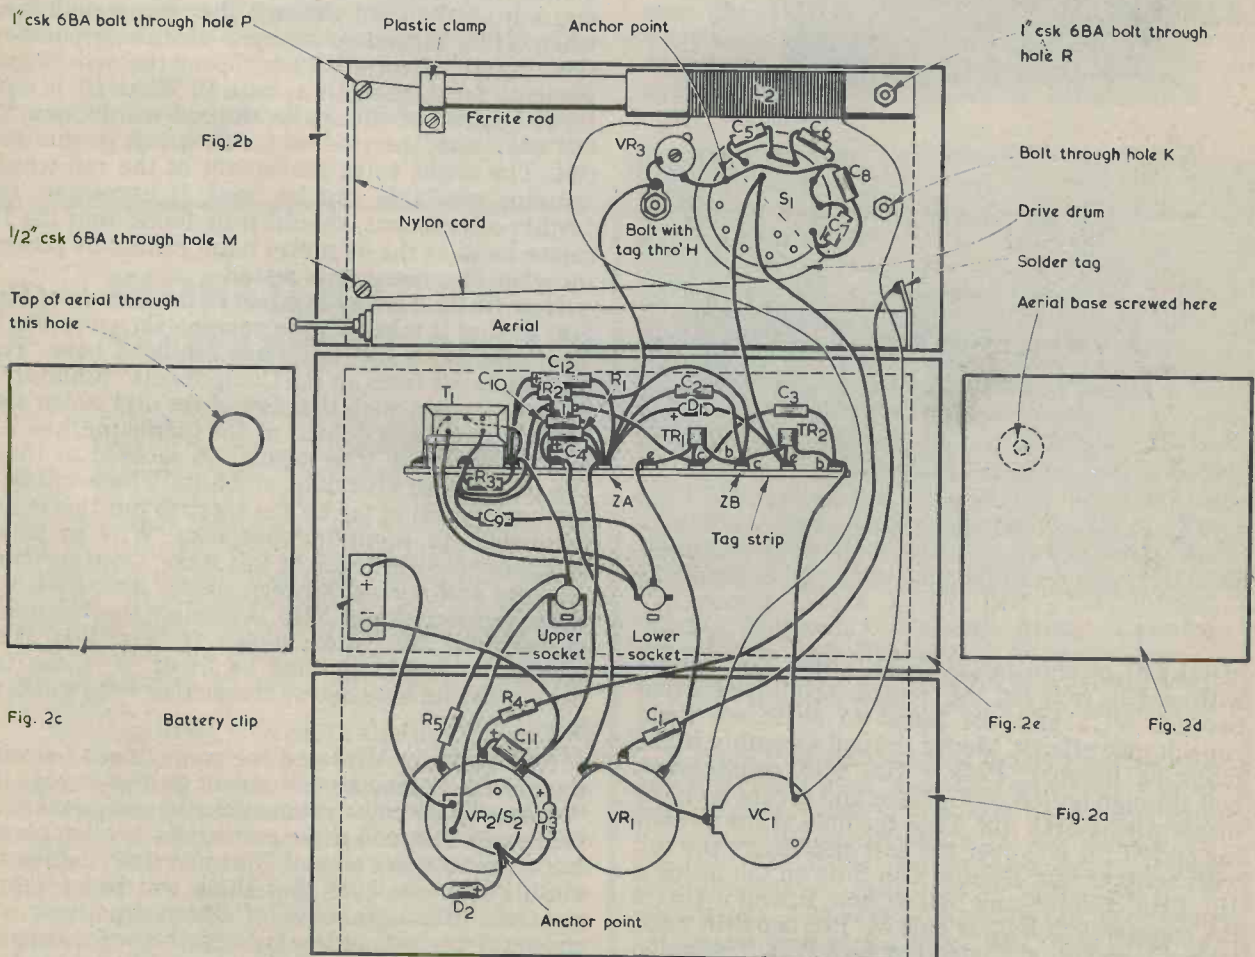 1" csk 6BA bolt through hole P
Plastic clamp
Anchor point
1" csk 6BA bolt through
hole R
L2
Ferrite rod
Fig.2b
VR3
C5
C6
C8
S1
C7
Bolt through hole K
Nylon cord
Drive drum
Bolt with
tag thro' H
1/2" csk 6BA through hole M
Solder tag
Top of aerial through
this hole
Aerial base screwed here
Aerial
C12
C10
R2
R1
C2
C3
T1
+
D1
TR1
TR2
C4
e
c
b
c
e
b
R3
ZA
ZB
Tag strip
C9
+
-
Upper
socket
Lower
socket
Fig. 2c
Battery clip
R5
R4
C1
Fig. 2e
Fig. 2d
+
C11
+
VR2/S2
D3
VR1
VC1
Fig.2a
D2
+
Anchor point